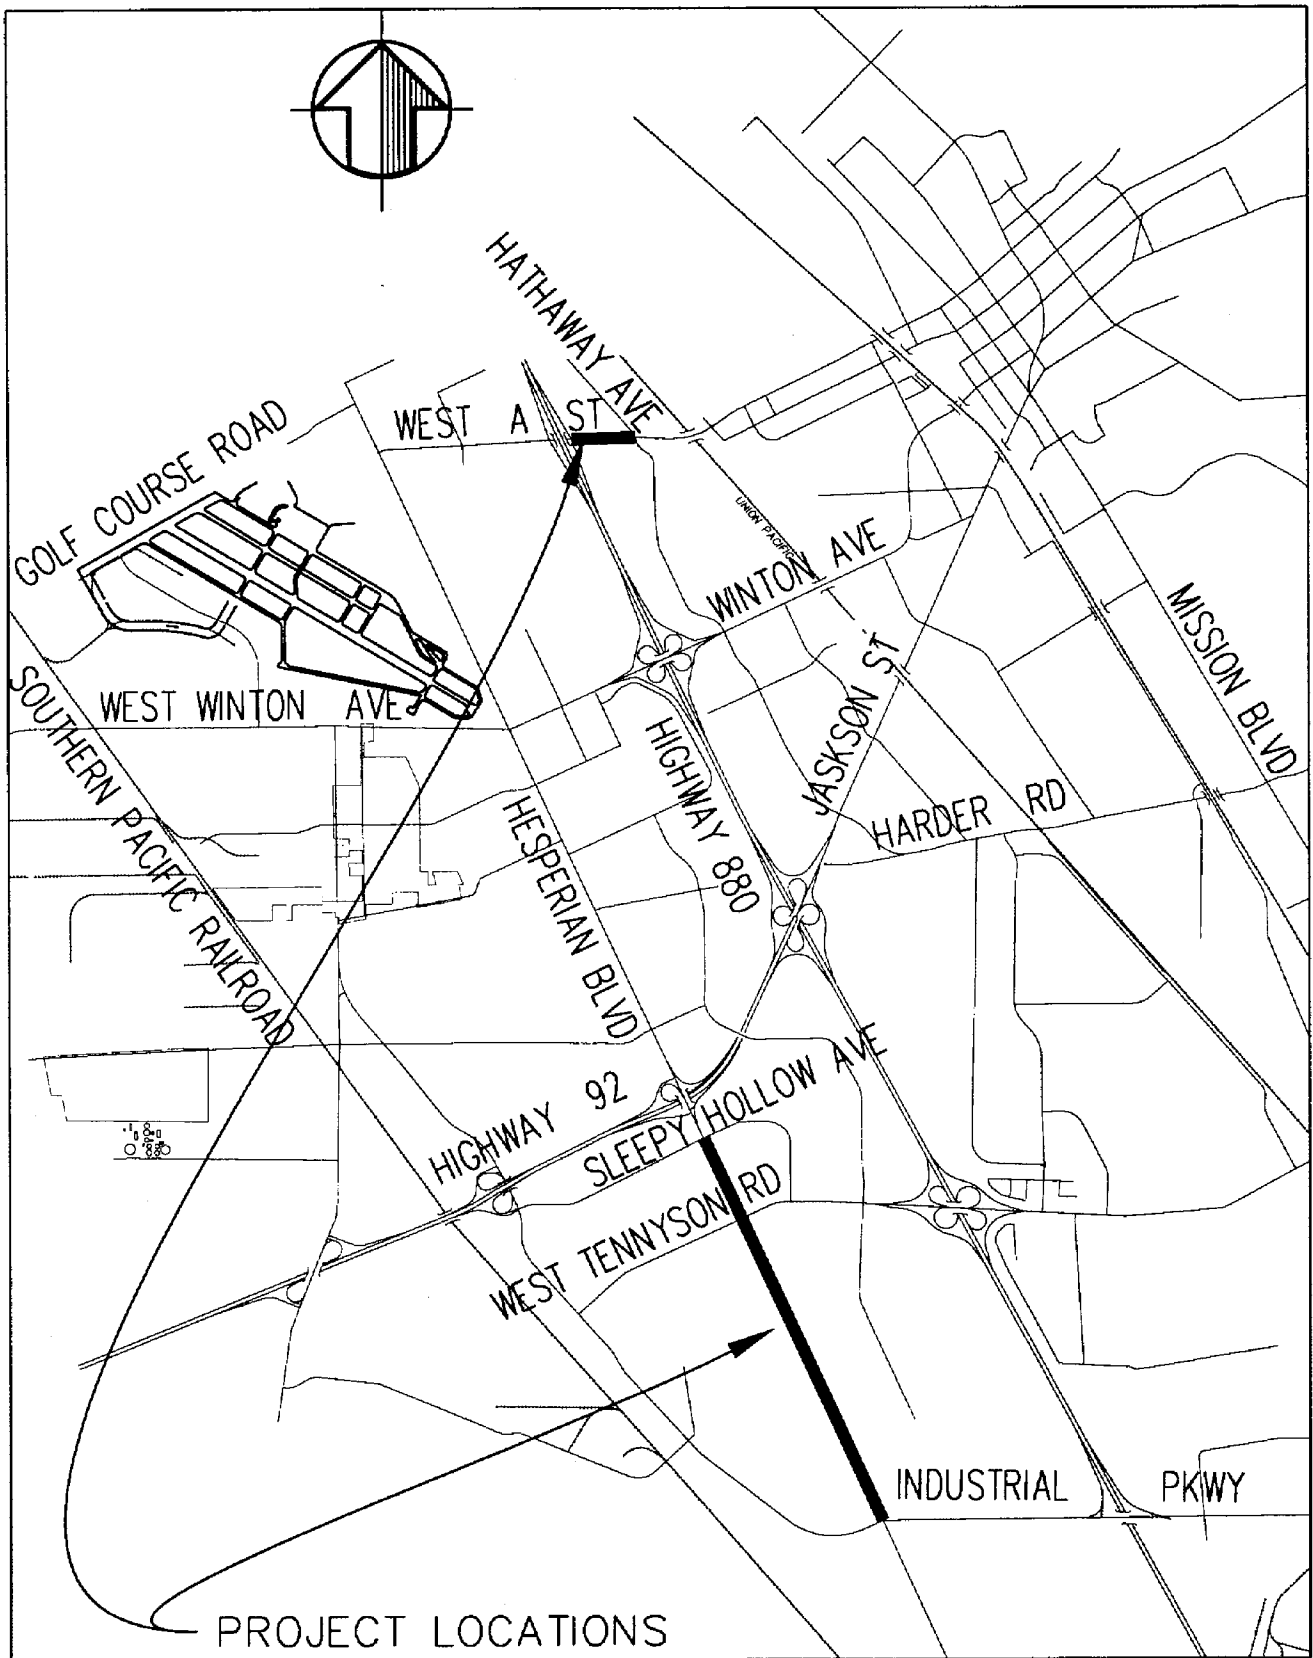 HATHAWAY AVE
WEST A ST
GOLF COURSE ROAD
UNION PACIFIC
WINTON AVE
MISSION BLVD
JASKSON ST
WEST WINTON AVE
SOUTHERN PACIFIC RAILROAD
HIGHWAY 880
HARDER RD
HESPERIAN BLVD
HIGHWAY 92
SLEEPY HOLLOW AVE
WEST TENNYSON RD
INDUSTRIAL PKWY
PROJECT LOCATIONS